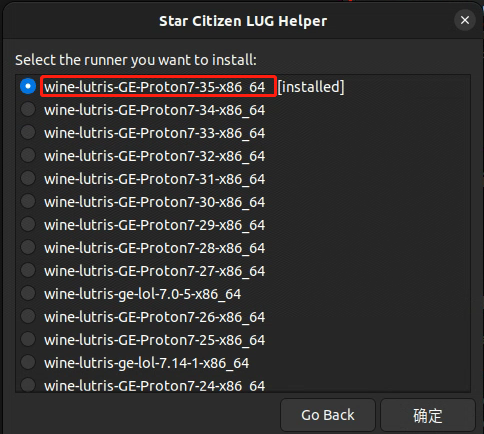 Star Citizen LUG Helper
Select the runner you want to install:
wine-lutris-GE-Proton7-35-x86_64 [installed]
wine-lutris-GE-Proton7-34-x86_64
wine-lutris-GE-Proton7-33-x86_64
wine-lutris-GE-Proton7-32-x86_64
wine-lutris-GE-Proton7-31-x86_64
wine-lutris-GE-Proton7-30-x86_64
wine-lutris-GE-Proton7-29-x86_64
wine-lutris-GE-Proton7-28-x86_64
wine-lutris-GE-Proton7-27-x86_64
wine-lutris-ge-lol-7.0-5-x86_64
wine-lutris-GE-Proton7-26-x86_64
wine-lutris-GE-Proton7-25-x86_64
wine-lutris-ge-lol-7.14-1-x86_64
wine-lutris-GE-Proton7-24-x86_64
Go Back 确定